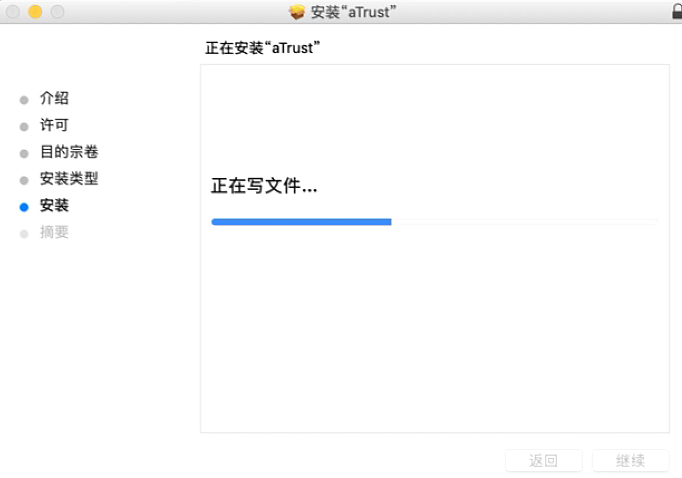 安装“aTrust”
正在安装“aTrust”
介绍
许可
目的宗卷
安装类型
安装
摘要
正在写文件...
返回
继续